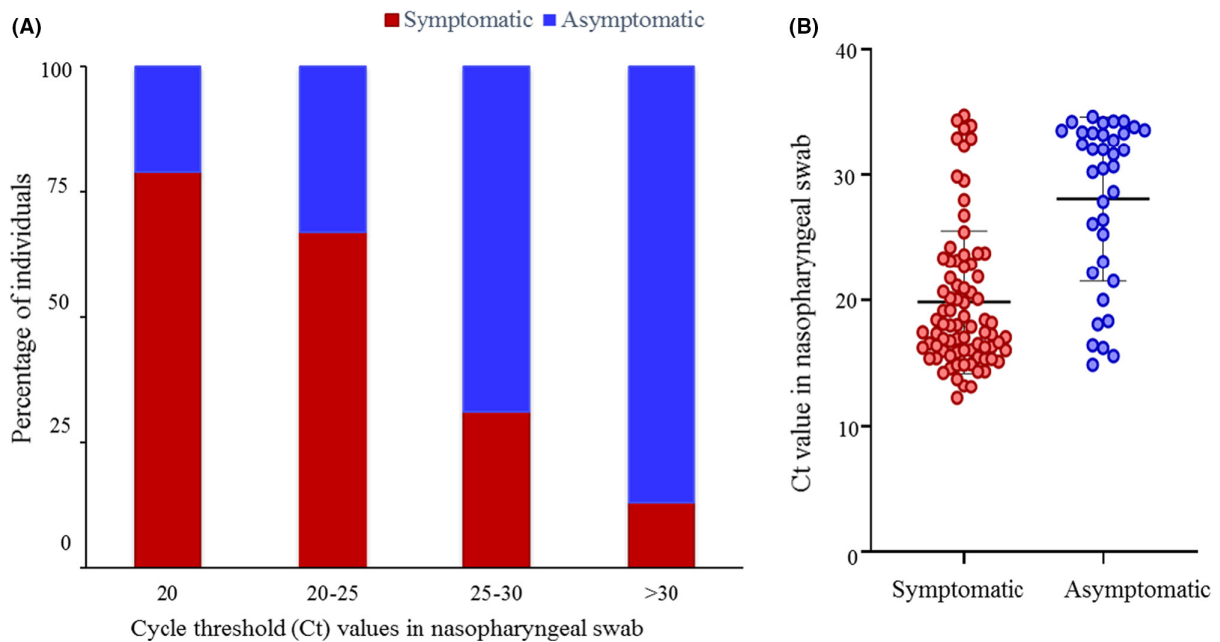 (A)
Symptomatic Asymptomatic
100
75
50
25
0
Percentage of individuals
20 20-25 25-30 >30
Cycle threshold (Ct) values in nasopharyngeal swab
(B)
40
30
20
10
0
Ct value in nasopharyngeal swab
Symptomatic Asymptomatic